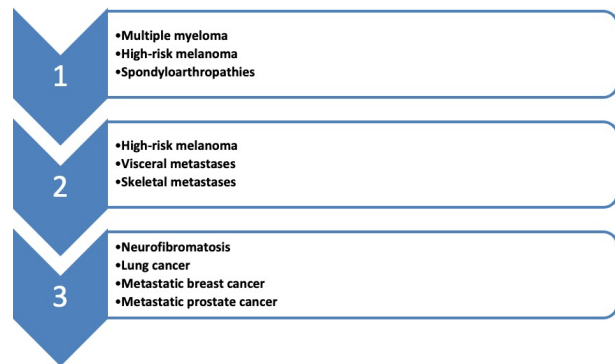 1
•Multiple myeloma
•High-risk melanoma
•Spondyloarthropathies
2
•High-risk melanoma
•Visceral metastases
•Skeletal metastases
3
•Neurofibromatosis
•Lung cancer
•Metastatic breast cancer
•Metastatic prostate cancer